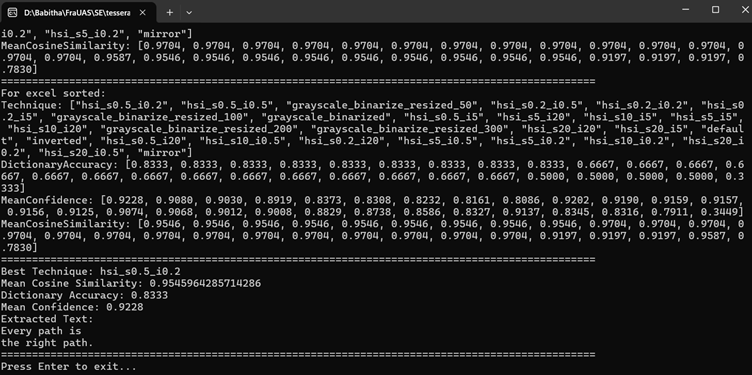 D:\Babitha\FraUAS\SE\tessera
i0.2", "hsi_s5_i0.2", "mirror"]
MeanCosineSimilarity: [0.9704, 0.9704, 0.9704, 0.9704, 0.9704, 0.9704, 0.9704, 0.9704, 0.9704, 0.9704, 0.9704, 0.9704, 0
.9704, 0.9704, 0.9587, 0.9546, 0.9546, 0.9546, 0.9546, 0.9546, 0.9546, 0.9546, 0.9546, 0.9546, 0.9197, 0.9197, 0.9197, 0
.7830]
====================================================================================================
For excel sorted:
Technique: ["hsi_s0.5_i0.2", "hsi_s0.5_i0.5", "grayscale_binarize_resized_50", "hsi_s0.2_i0.5", "hsi_s0.2_i0.2", "hsi_s0
.2_i5", "grayscale_binarize_resized_100", "grayscale_binarized", "hsi_s0.5_i5", "hsi_s5_i20", "hsi_s10_i5", "hsi_s5_i5",
"hsi_s10_i20", "grayscale_binarize_resized_200", "grayscale_binarize_resized_300", "hsi_s20_i20", "hsi_s20_i5", "defaul
t", "inverted", "hsi_s0.5_i20", "hsi_s10_i0.5", "hsi_s0.2_i20", "hsi_s5_i0.5", "hsi_s5_i0.2", "hsi_s10_i0.2", "hsi_s20_i
0.2", "hsi_s20_i0.5", "mirror"]
DictionaryAccuracy: [0.8333, 0.8333, 0.8333, 0.8333, 0.8333, 0.8333, 0.8333, 0.8333, 0.8333, 0.6667, 0.6667, 0.6667, 0.6
667, 0.6667, 0.6667, 0.6667, 0.6667, 0.6667, 0.6667, 0.6667, 0.6667, 0.6667, 0.6667, 0.5000, 0.5000, 0.5000, 0.5000, 0.3
333]
MeanConfidence: [0.9228, 0.9080, 0.9030, 0.8919, 0.8373, 0.8308, 0.8232, 0.8161, 0.8086, 0.9202, 0.9190, 0.9159, 0.9157,
0.9156, 0.9125, 0.9074, 0.9068, 0.9012, 0.9008, 0.8829, 0.8738, 0.8586, 0.8327, 0.9137, 0.8345, 0.8316, 0.7911, 0.3449]
MeanCosineSimilarity: [0.9546, 0.9546, 0.9546, 0.9546, 0.9546, 0.9546, 0.9546, 0.9546, 0.9546, 0.9704, 0.9704, 0.9704, 0
.9704, 0.9704, 0.9704, 0.9704, 0.9704, 0.9704, 0.9704, 0.9704, 0.9704, 0.9704, 0.9704, 0.9197, 0.9197, 0.9197, 0.9587, 0
.7830]
====================================================================================================
Best Technique: hsi_s0.5_i0.2
Mean Cosine Similarity: 0.9545964285714286
Dictionary Accuracy: 0.8333
Mean Confidence: 0.9228
Extracted Text:
Every path is
the right path.
====================================================================================================
Press Enter to exit...